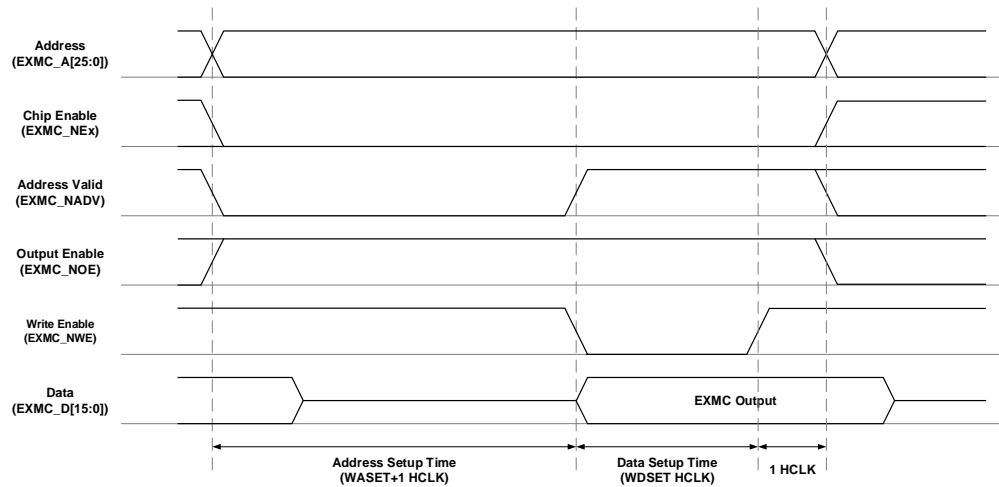 Address
(EXMC_A[25:0])
Chip Enable
(EXMC_NEx)
Address Valid
(EXMC_NADV)
Output Enable
(EXMC_NOE)
Write Enable
(EXMC_NWE)
Data
(EXMC_D[15:0])
EXMC Output
Address Setup Time
(WASET+1 HCLK)
Data Setup Time
(WDSET HCLK)
1 HCLK